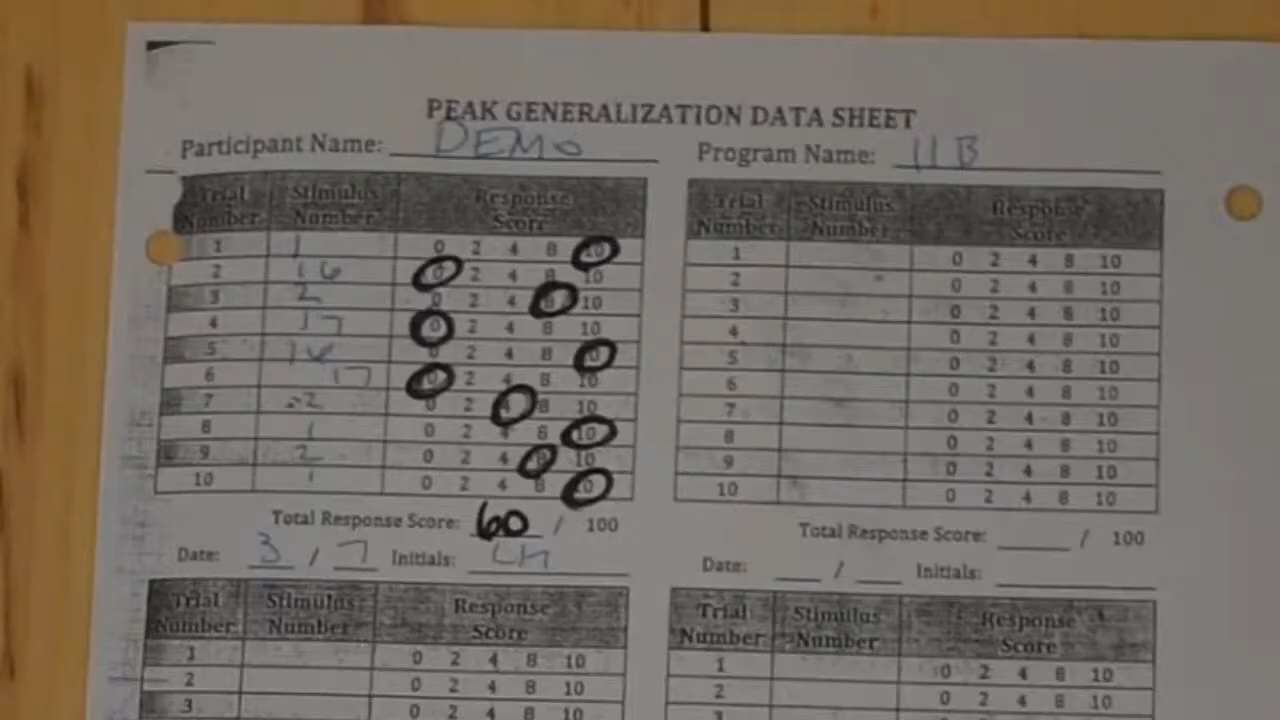 PEAK GENERALIZATION DATA SHEET
Participant Name: DEMO
Program Name: 11B
Trial Number Stimulus Number Response Score
1 1 0 2 4 8 10
2 16 0 2 4 8 10
3 2 0 2 4 8 10
4 17 0 2 4 8 10
5 16 0 2 4 8 10
6 17 0 2 4 8 10
7 2 0 2 4 8 10
8 1 0 2 4 8 10
9 2 0 2 4 8 10
10 1 0 2 4 8 10
Total Response Score: 60 / 100
Date: 3 / 7 Initials: LH
Trial Number Stimulus Number Response Score
1 0 2 4 8 10
2 0 2 4 8 10
3 0 2 4 8 10
4 0 2 4 8 10
5 0 2 4 8 10
6 0 2 4 8 10
7 0 2 4 8 10
8 0 2 4 8 10
9 0 2 4 8 10
10 0 2 4 8 10
Total Response Score: / 100
Date: / Initials:
Trial Number Stimulus Number Response Score
1 0 2 4 8 10
2 0 2 4 8 10
3 0 2 4 8 10
Trial Number Stimulus Number Response Score
1 0 2 4 8 10
2 0 2 4 8 10